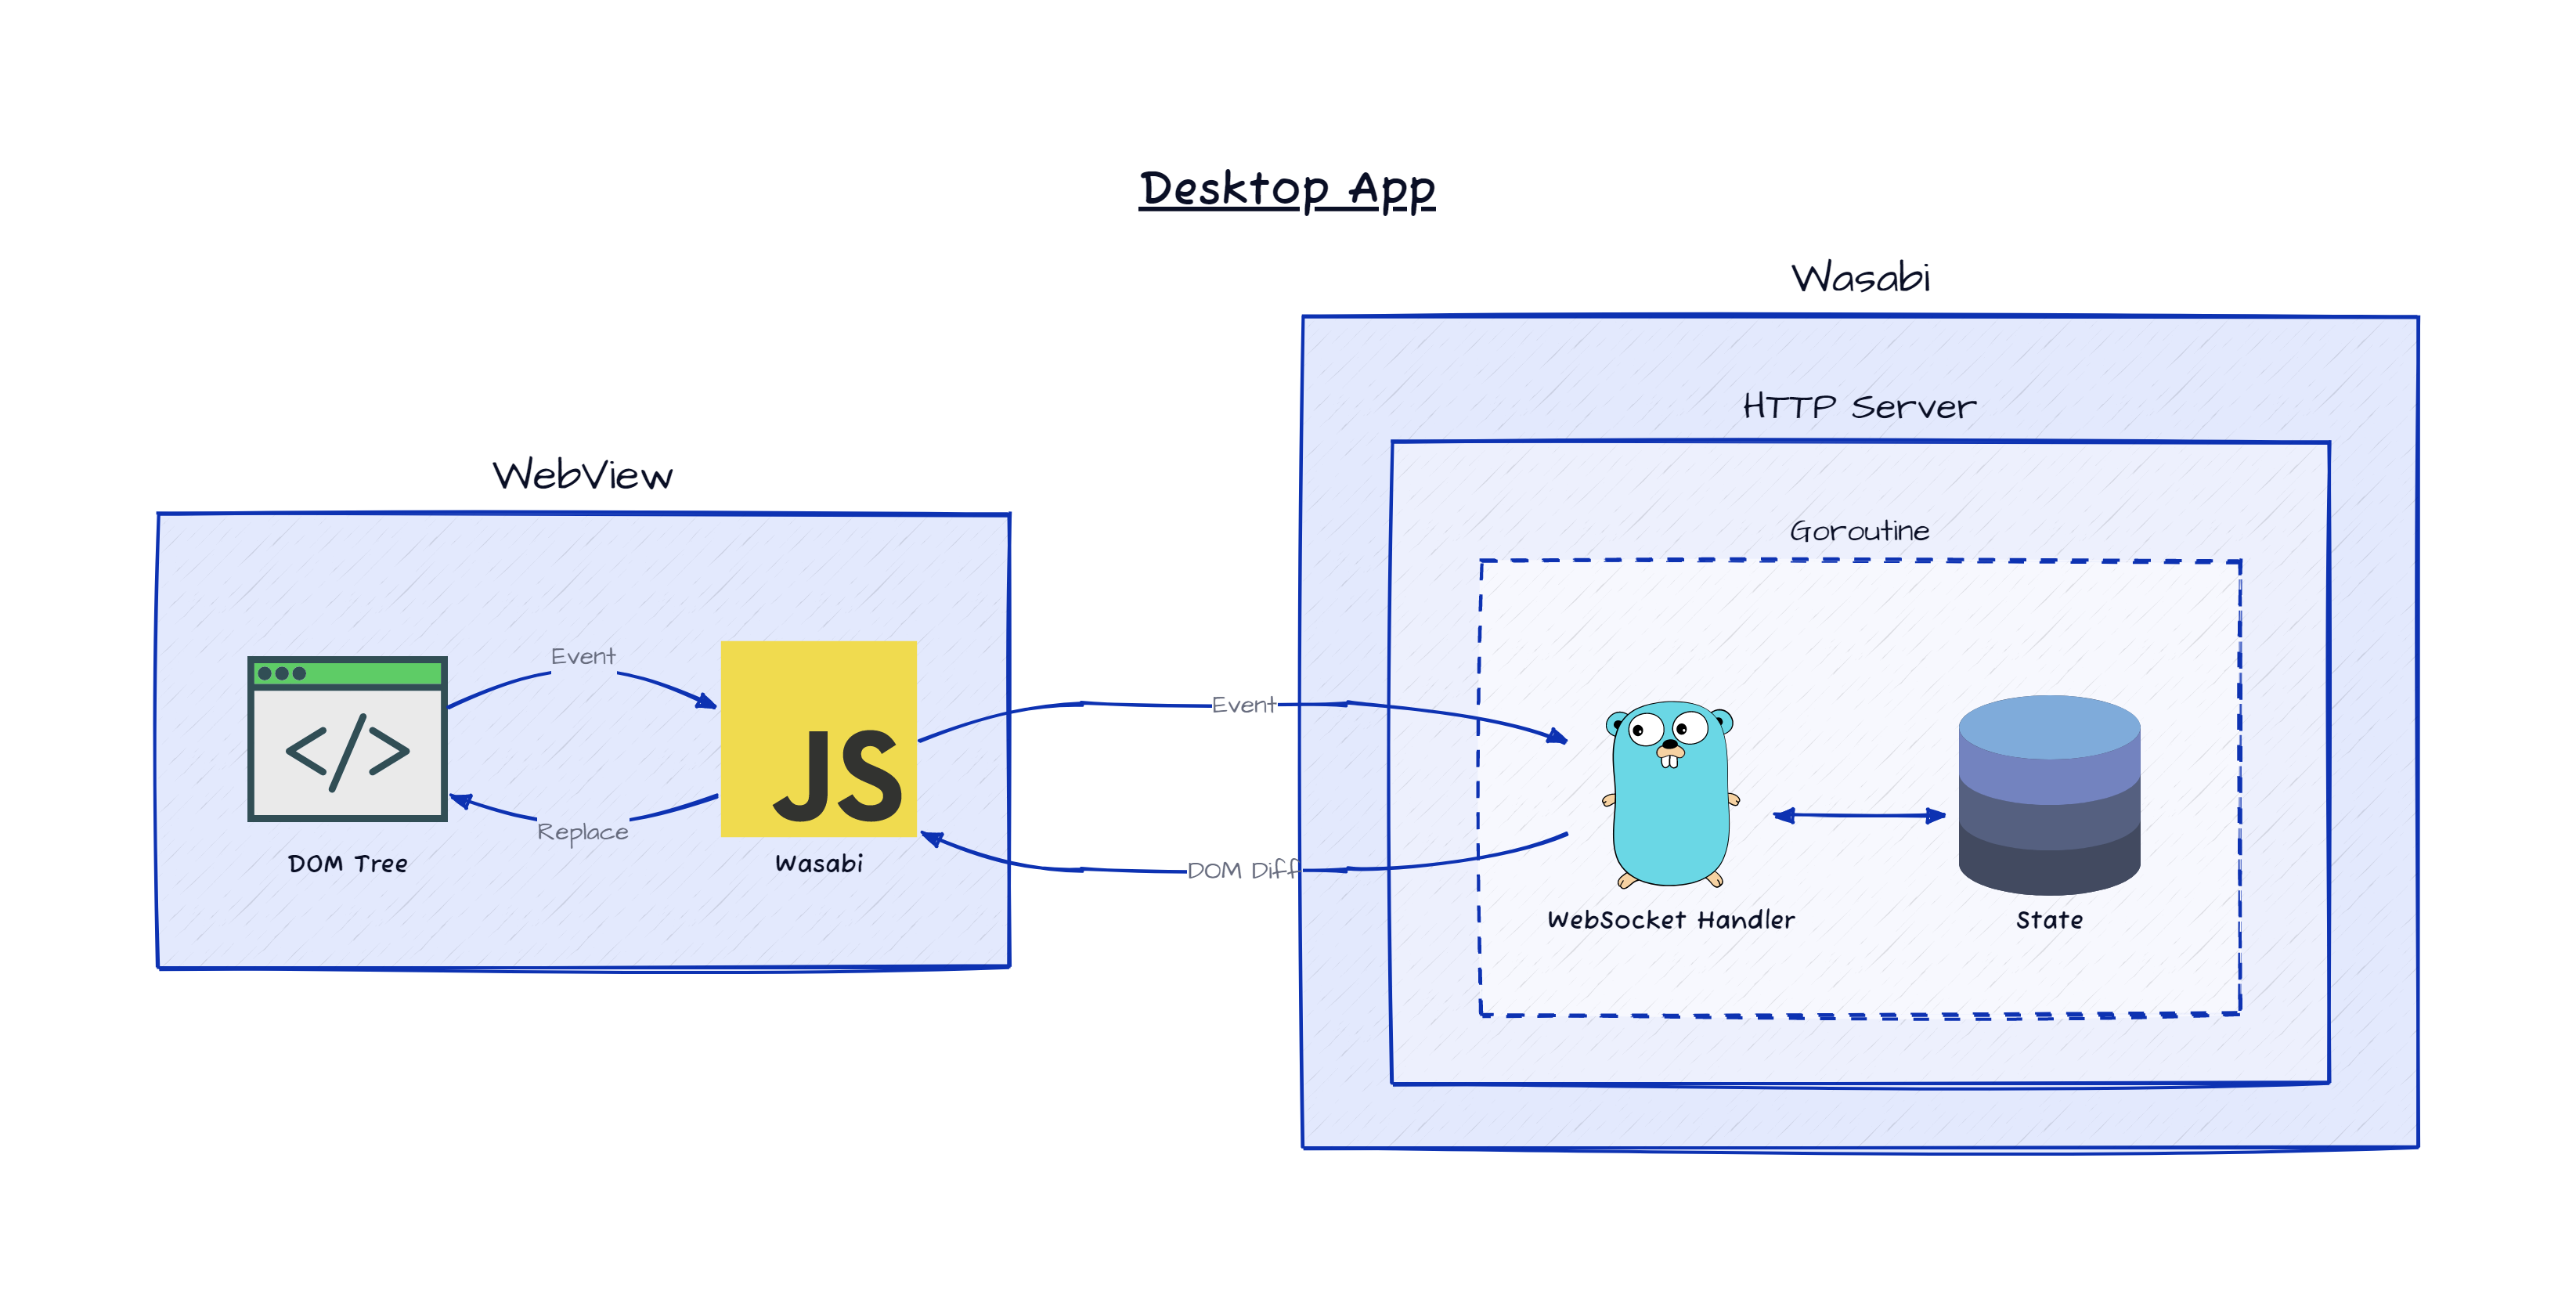 Desktop App
Wasabi
HTTP Server
WebView
Goroutine
Event
JS
Event
Replace
DOM Tree
Wasabi
DOM Diff
WebSocket Handler
State